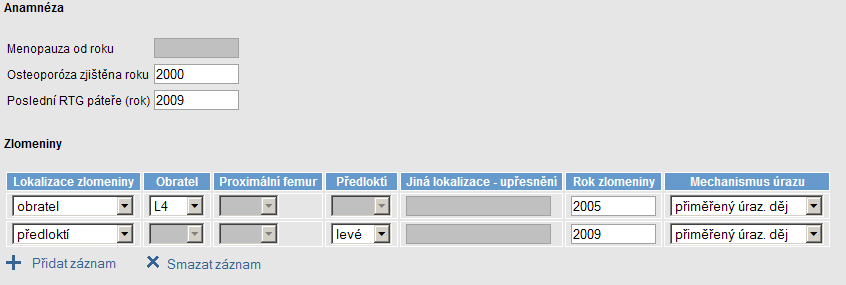 Anamnéza
Menopauza od roku
Osteoporóza zjištěna roku 2000
Poslední RTG páteře (rok) 2009
Zlomeniny
Lokalizace zlomeniny Obratel Proximální femur Předloktí Jiná lokalizace - upřesnění Rok zlomeniny Mechanismus úrazu
obratel L4 2005 přiměřený úraz. děj
předloktí levé 2009 přiměřený úraz. děj
Přidat záznam Smazat záznam